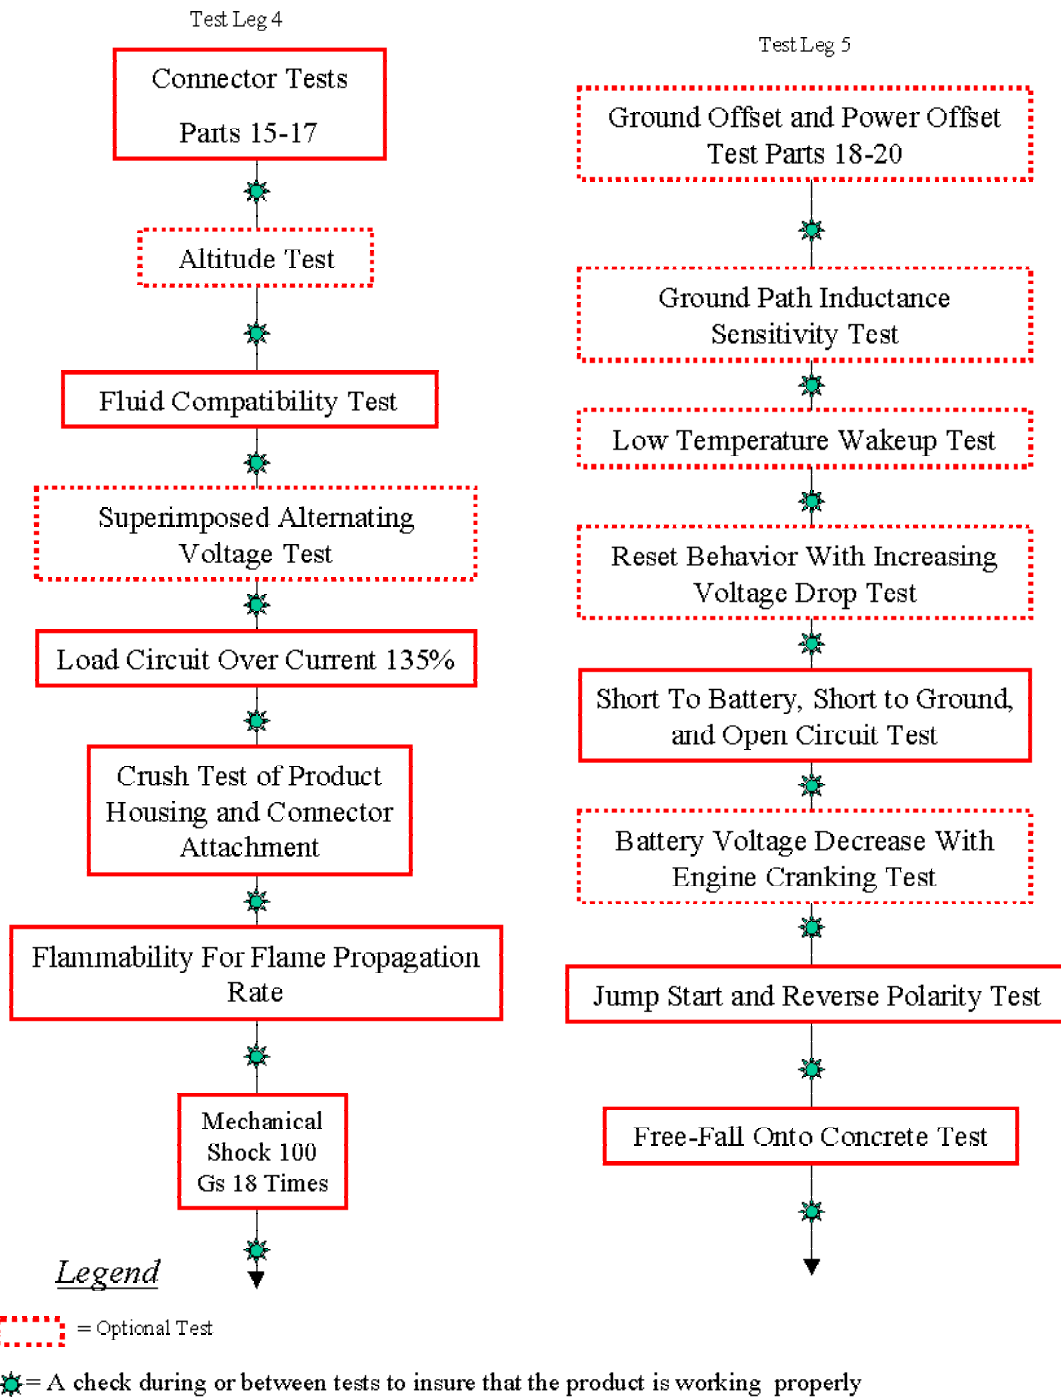 Test Leg 4
Connector Tests
Parts 15-17
Altitude Test
Fluid Compatibility Test
Superimposed Alternating
Voltage Test
Load Circuit Over Current 135%
Crush Test of Product
Housing and Connector
Attachment
Flammability For Flame Propagation
Rate
Mechanical
Shock 100
Gs 18 Times
Test Leg 5
Ground Offset and Power Offset
Test Parts 18-20
Ground Path Inductance
Sensitivity Test
Low Temperature Wakeup Test
Reset Behavior With Increasing
Voltage Drop Test
Short To Battery, Short to Ground,
and Open Circuit Test
Battery Voltage Decrease With
Engine Cranking Test
Jump Start and Reverse Polarity Test
Free-Fall Onto Concrete Test
Legend
= Optional Test
= A check during or between tests to insure that the product is working properly